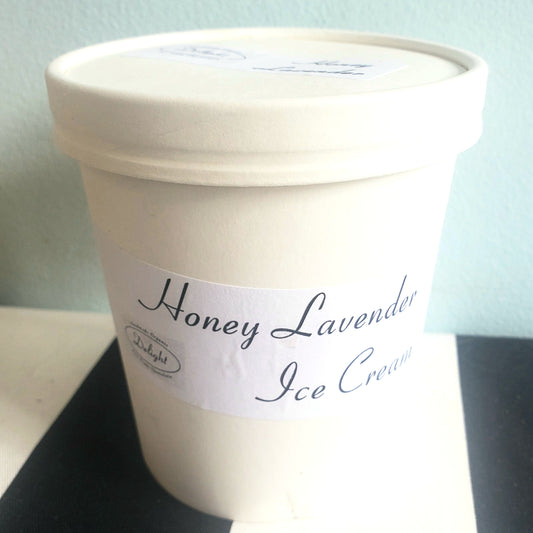 Honey
Lavender
Honey Lavender
Ice Cream
Delight